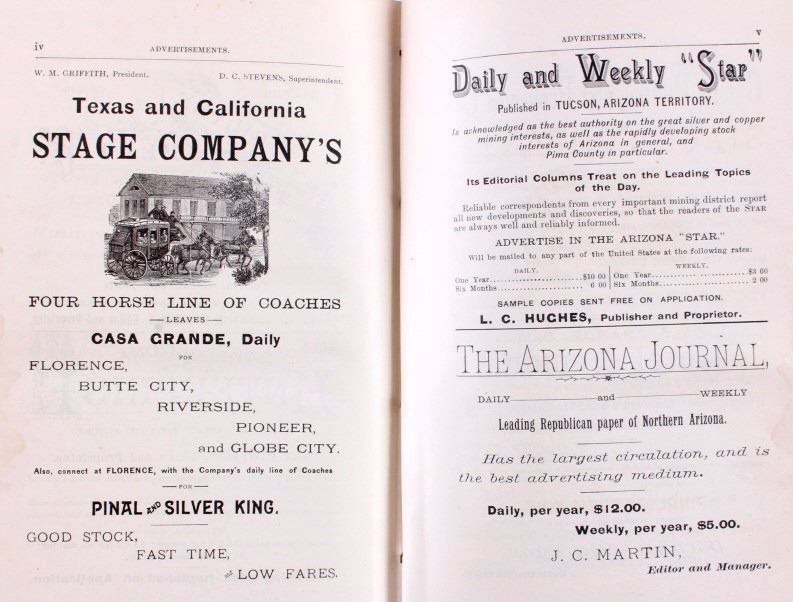 iv
ADVERTISEMENTS.
W. M. GRIFFITH, President. D. C. STEVENS, Superintendent.
Texas and California
STAGE COMPANY'S
FOUR HORSE LINE OF COACHES
LEAVES
CASA GRANDE, Daily
FOR
FLORENCE,
BUTTE CITY,
RIVERSIDE,
PIONEER,
and GLOBE CITY.
Also, connect at FLORENCE, with the Company's daily line of Coaches
FOR
PINAL AND SILVER KING.
GOOD STOCK,
FAST TIME,
and LOW FARES.
ADVERTISEMENTS.
v
Daily and Weekly "Star"
Published in TUCSON, ARIZONA TERRITORY.
Is acknowledged as the best authority on the great silver and copper
mining interests, as well as the rapidly developing stock
interests of Arizona in general, and
Pima County in particular.
Its Editorial Columns Treat on the Leading Topics
of the Day.
Reliable correspondents from every important mining district report
all new developments and discoveries, so that the readers of the STAR
are always well and reliably informed.
ADVERTISE IN THE ARIZONA "STAR."
Will be mailed to any part of the United States at the following rates:
DAILY. WEEKLY.
One Year..............................$10 00 One Year..............................$3 00
Six Months........................... 6 00 Six Months........................... 2 00
SAMPLE COPIES SENT FREE ON APPLICATION.
L. C. HUGHES, Publisher and Proprietor.
THE ARIZONA JOURNAL,
DAILY and WEEKLY
Leading Republican paper of Northern Arizona.
Has the largest circulation, and is
the best advertising medium.
Daily, per year, $12.00.
Weekly, per year, $5.00.
J. C. MARTIN,
Editor and Manager.